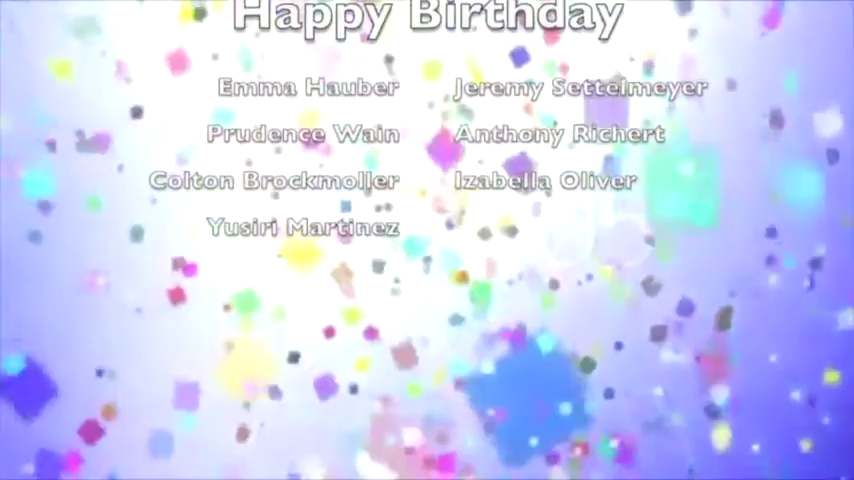 Happy Birthday
Emma Hauber Jeremy Settelmeyer
Prudence Wain Anthony Richert
Colton Brockmoller Izabella Oliver
Yusiri Martinez